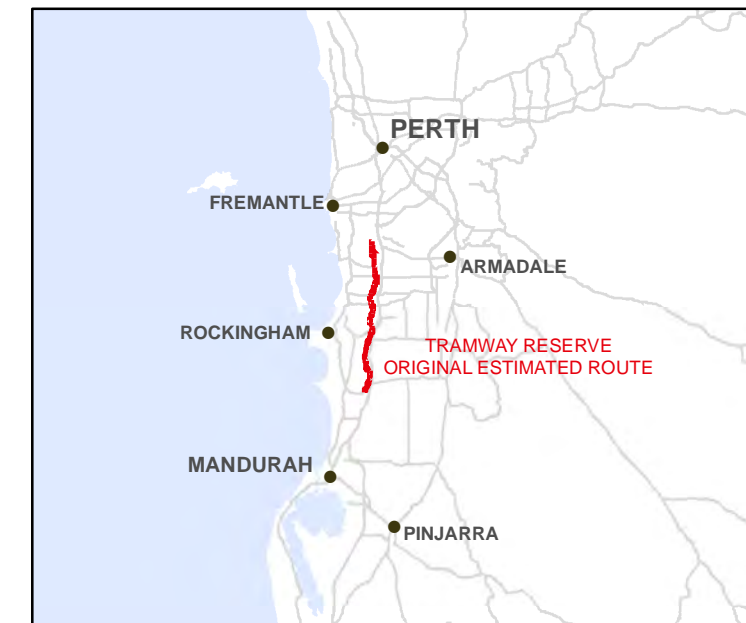 PERTH
FREMANTLE
ARMADALE
ROCKINGHAM
TRAMWAY RESERVE
ORIGINAL ESTIMATED ROUTE
MANDURAH
PINJARRA